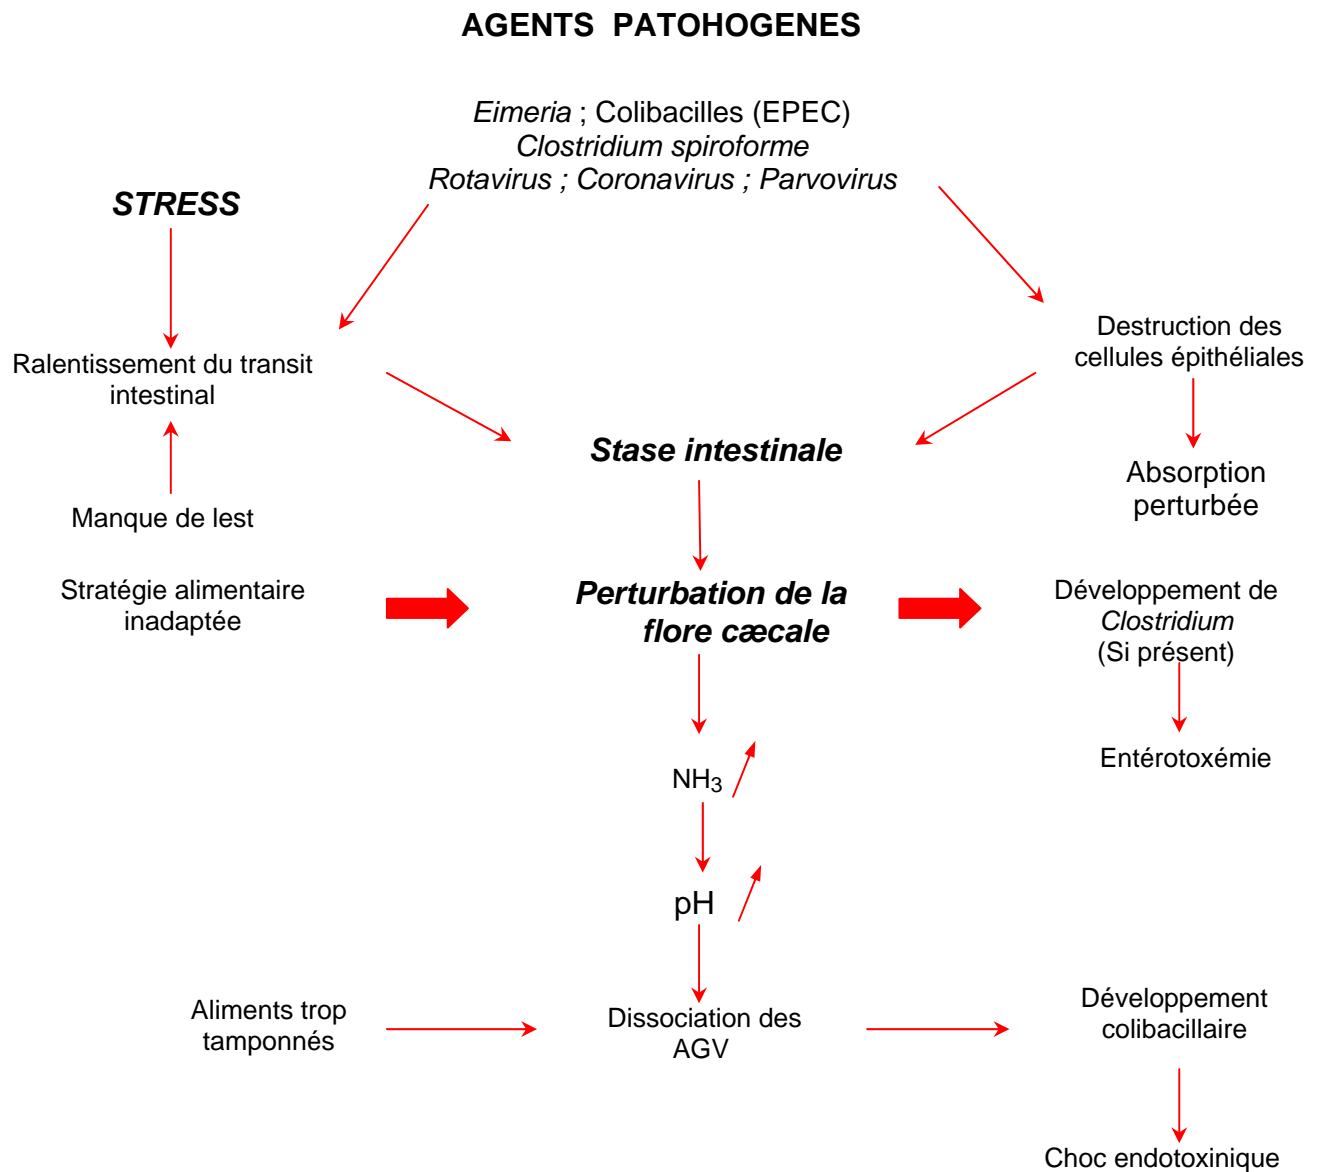 AGENTS PATOHOGENES
Eimeria ; Colibacilles (EPEC)
Clostridium spiroforme
Rotavirus ; Coronavirus ; Parvovirus
STRESS
Ralentissement du transit
intestinal
Destruction des
cellules épithéliales
Stase intestinale
Absorption
perturbée
Manque de lest
Stratégie alimentaire
inadaptée
Perturbation de la
flore cæcale
Développement de
Clostridium
(Si présent)
Entérotoxémie
NH3
pH
Aliments trop
tamponnés
Dissociation des
AGV
Développement
colibacillaire
Choc endotoxinique